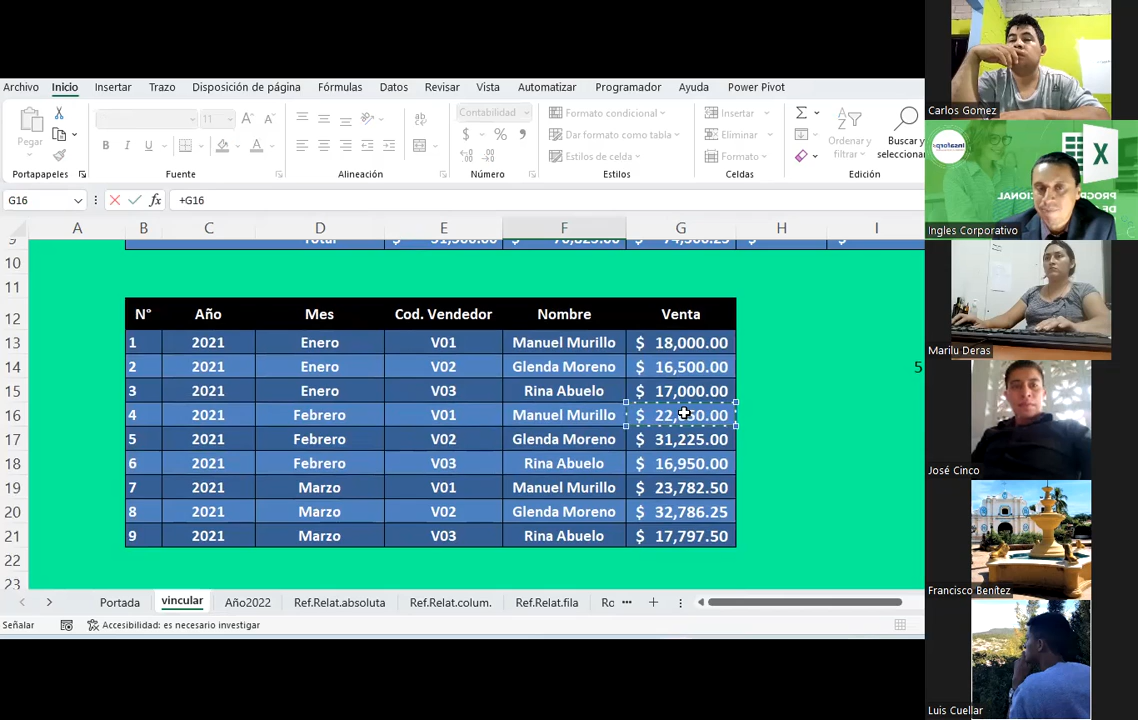 Archivo Inicio Insertar Trazo Disposición de página Fórmulas Datos Revisar Vista Automatizar Programador Ayuda Power Pivot
Pegar
Portapapeles
11
N K S
Fuente
Alineación
Contabilidad
$ % 000
Número
Formato condicional
Dar formato como tabla
Estilos de celda
Estilos
Insertar
Eliminar
Formato
Celdas
Ordenar y
filtrar
Buscar y
seleccionar
Edición
G16 fx +G16
A B C D E F G H I
9 Total $ $ $ $ $
10
11
12 N° Año Mes Cod. Vendedor Nombre Venta
13 1 2021 Enero V01 Manuel Murillo $ 18,000.00
14 2 2021 Enero V02 Glenda Moreno $ 16,500.00 5
15 3 2021 Enero V03 Rina Abuelo $ 17,000.00
16 4 2021 Febrero V01 Manuel Murillo $
17 5 2021 Febrero V02 Glenda Moreno $ 31,225.00
18 6 2021 Febrero V03 Rina Abuelo $ 16,950.00
19 7 2021 Marzo V01 Manuel Murillo $ 23,782.50
20 8 2021 Marzo V02 Glenda Moreno $ 32,786.25
21 9 2021 Marzo V03 Rina Abuelo $ 17,797.50
22
23
Portada vincular Año2022 Ref.Relat.absoluta Ref.Relat.colum. Ref.Relat.fila Ro ...
Señalar Accesibilidad: es necesario investigar
Carlos Gomez
Ingles Corporativo
Marilu Deras
José Cinco
Francisco Benítez
Luis Cuellar